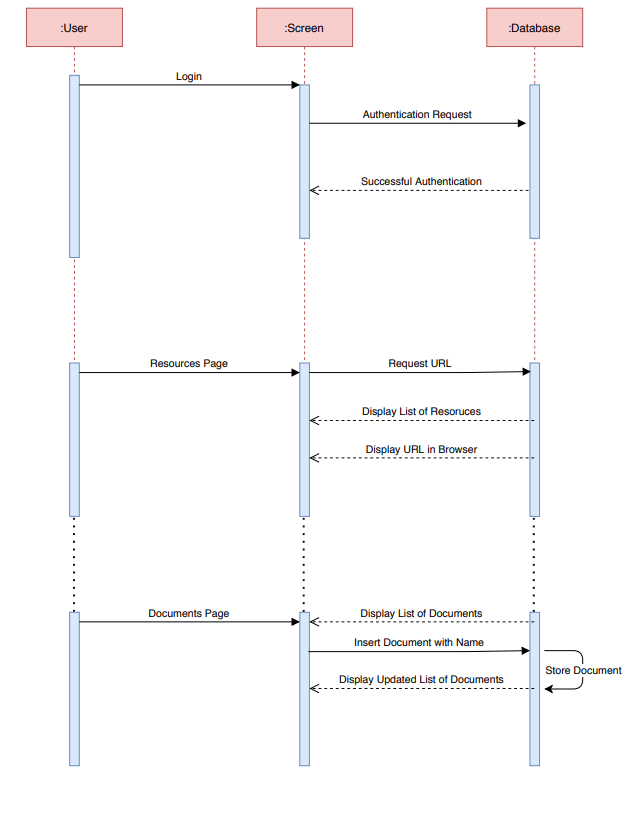 :User
:Screen
:Database
Login
Authentication Request
Successful Authentication
Resources Page
Request URL
Display List of Resoruces
Display URL in Browser
Documents Page
Display List of Documents
Insert Document with Name
Store Document
Display Updated List of Documents